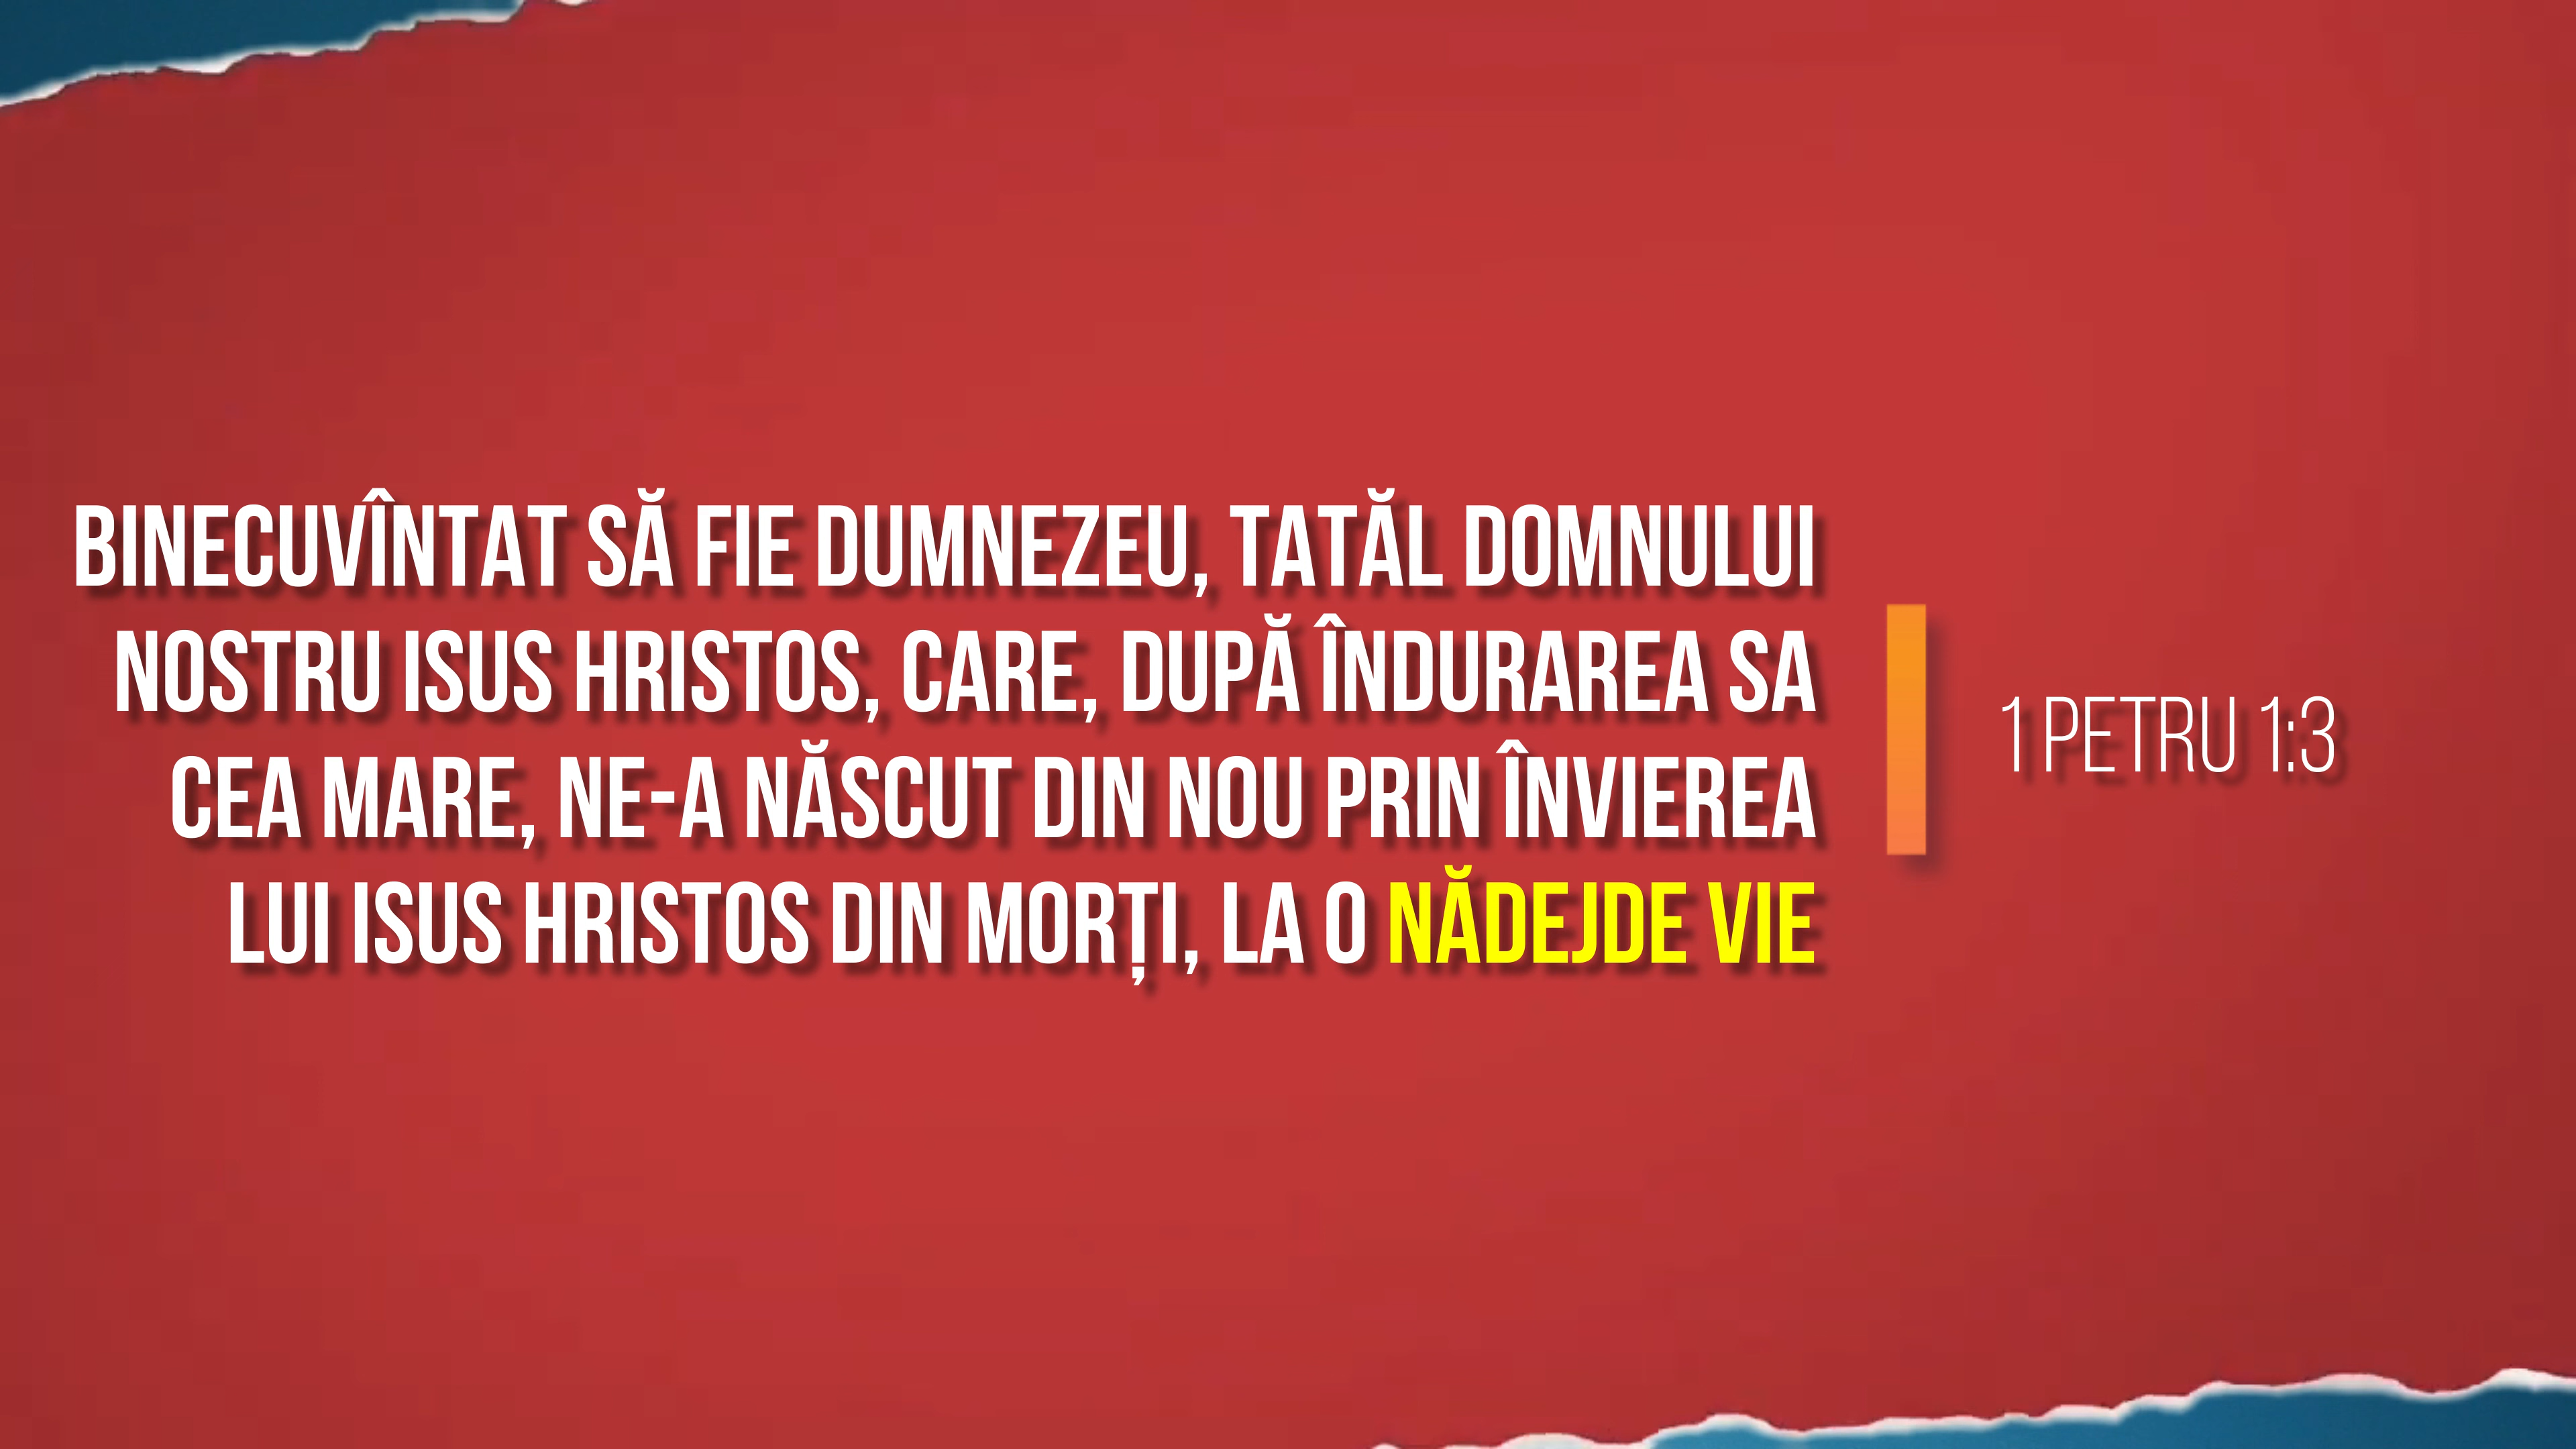 BINECUVÎNTAT SĂ FIE DUMNEZEU, TATĂL DOMNULUI
NOSTRU ISUS HRISTOS, CARE, DUPĂ ÎNDURAREA SA
CEA MARE, NE-A NĂSCUT DIN NOU PRIN ÎNVIEREA
LUI ISUS HRISTOS DIN MORȚI, LA O NĂDEJDE VIE
1 PETRU 1:3